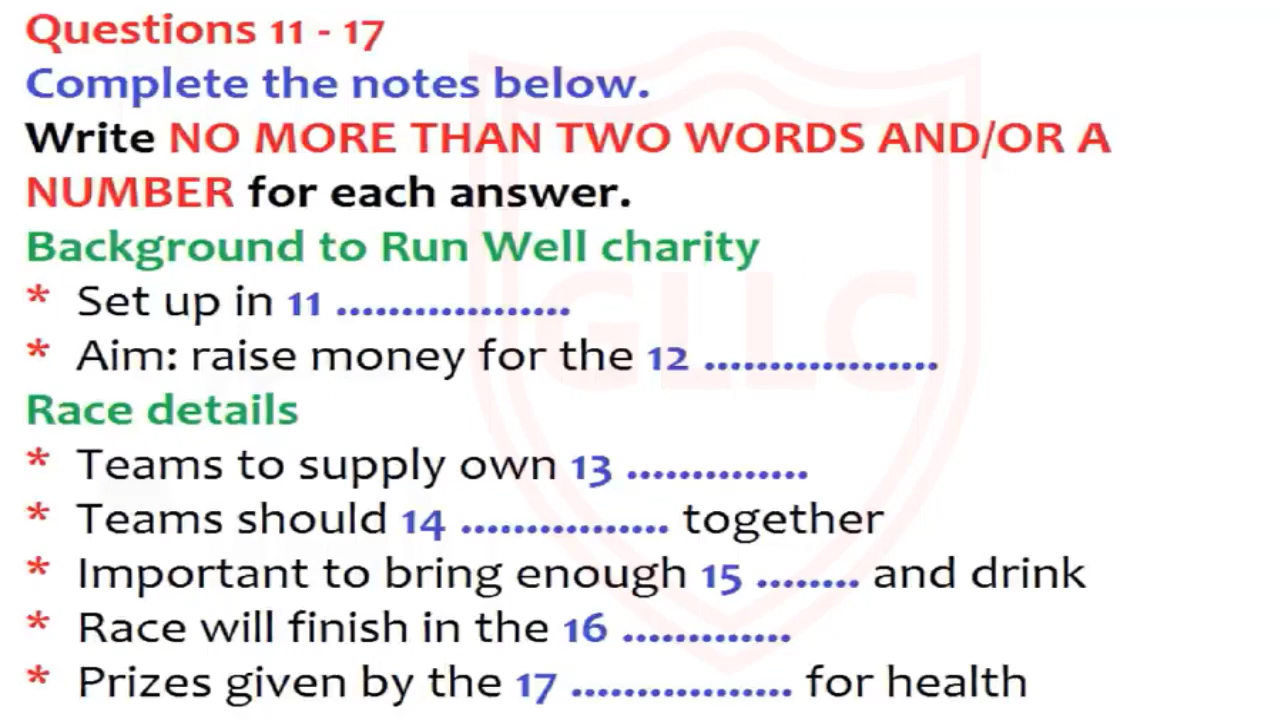 Questions 11 - 17
Complete the notes below.
Write NO MORE THAN TWO WORDS AND/OR A
NUMBER for each answer.
Background to Run Well charity
* Set up in 11 ..................
* Aim: raise money for the 12 ..................
Race details
* Teams to supply own 13 ..............
* Teams should 14 ................ together
* Important to bring enough 15 ........ and drink
* Race will finish in the 16 .............
* Prizes given by the 17 ................. for health
GLLC